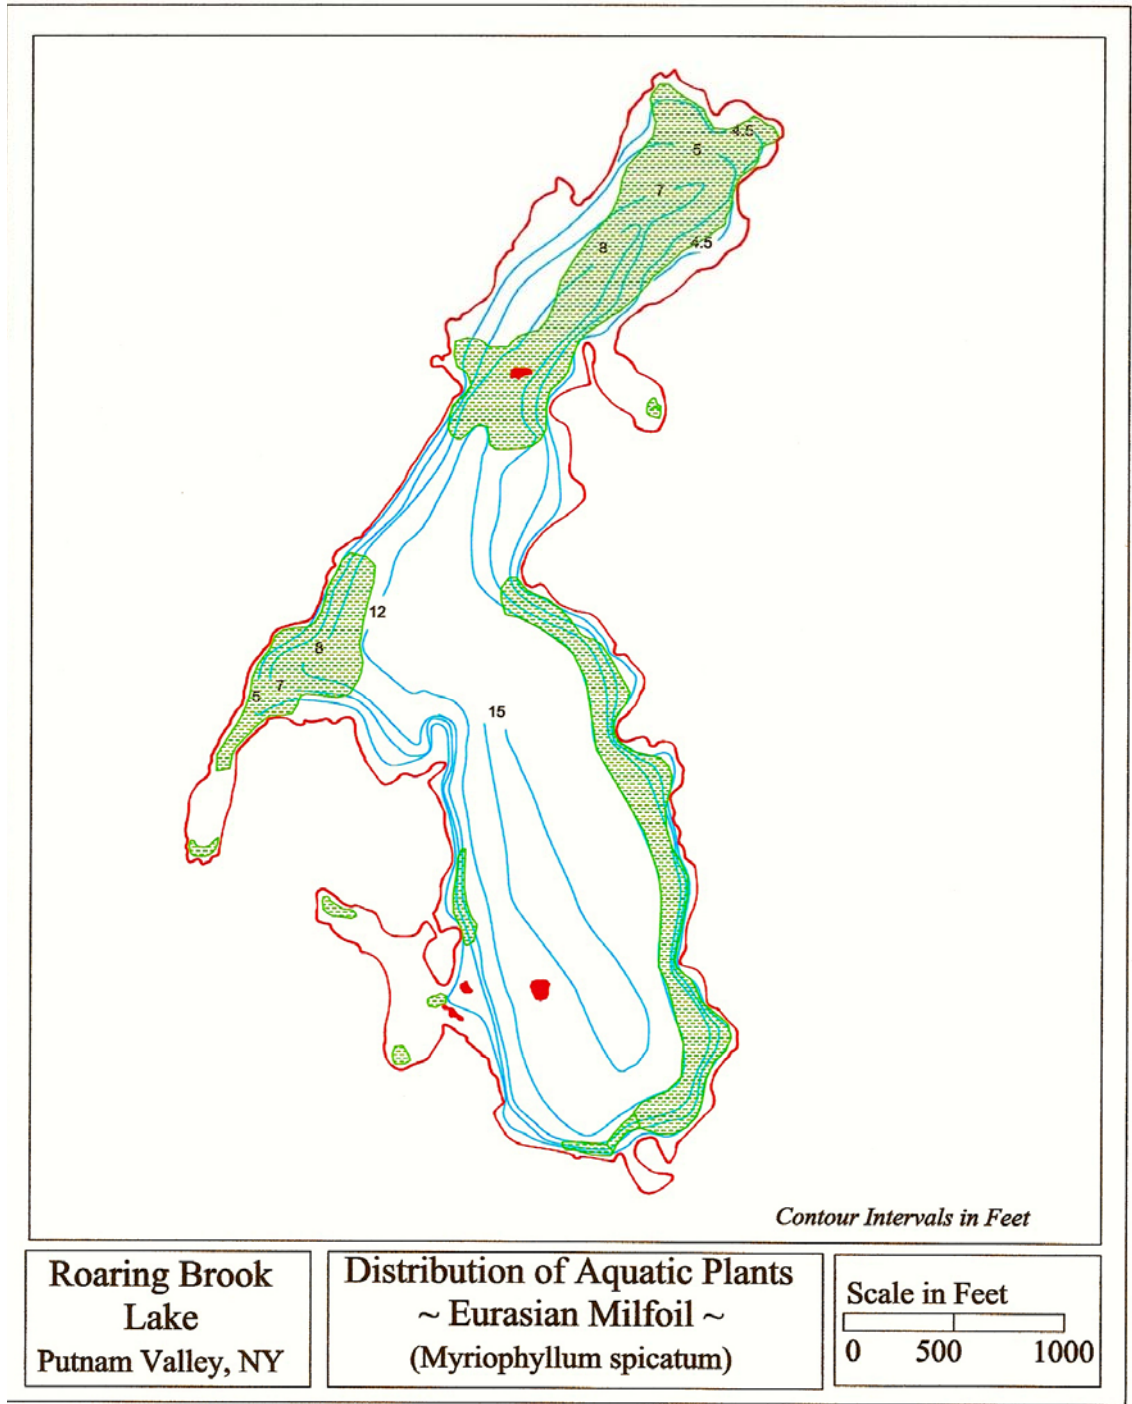 4.5
5
7
8
4.5
12
8
7
5
15
Contour Intervals in Feet
Roaring Brook
Lake
Putnam Valley, NY
Distribution of Aquatic Plants
~ Eurasian Milfoil ~
(Myriophyllum spicatum)
Scale in Feet
0 500 1000